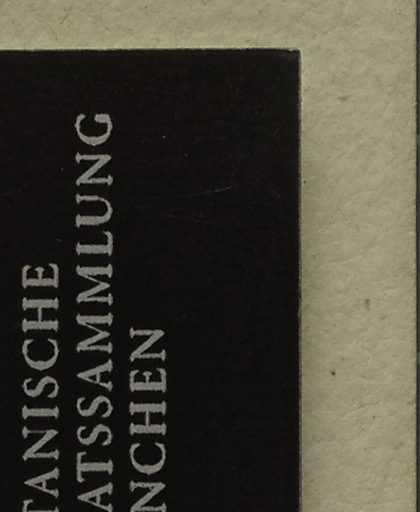 TANISCHE
ATSSAMMLUNG
NCHEN